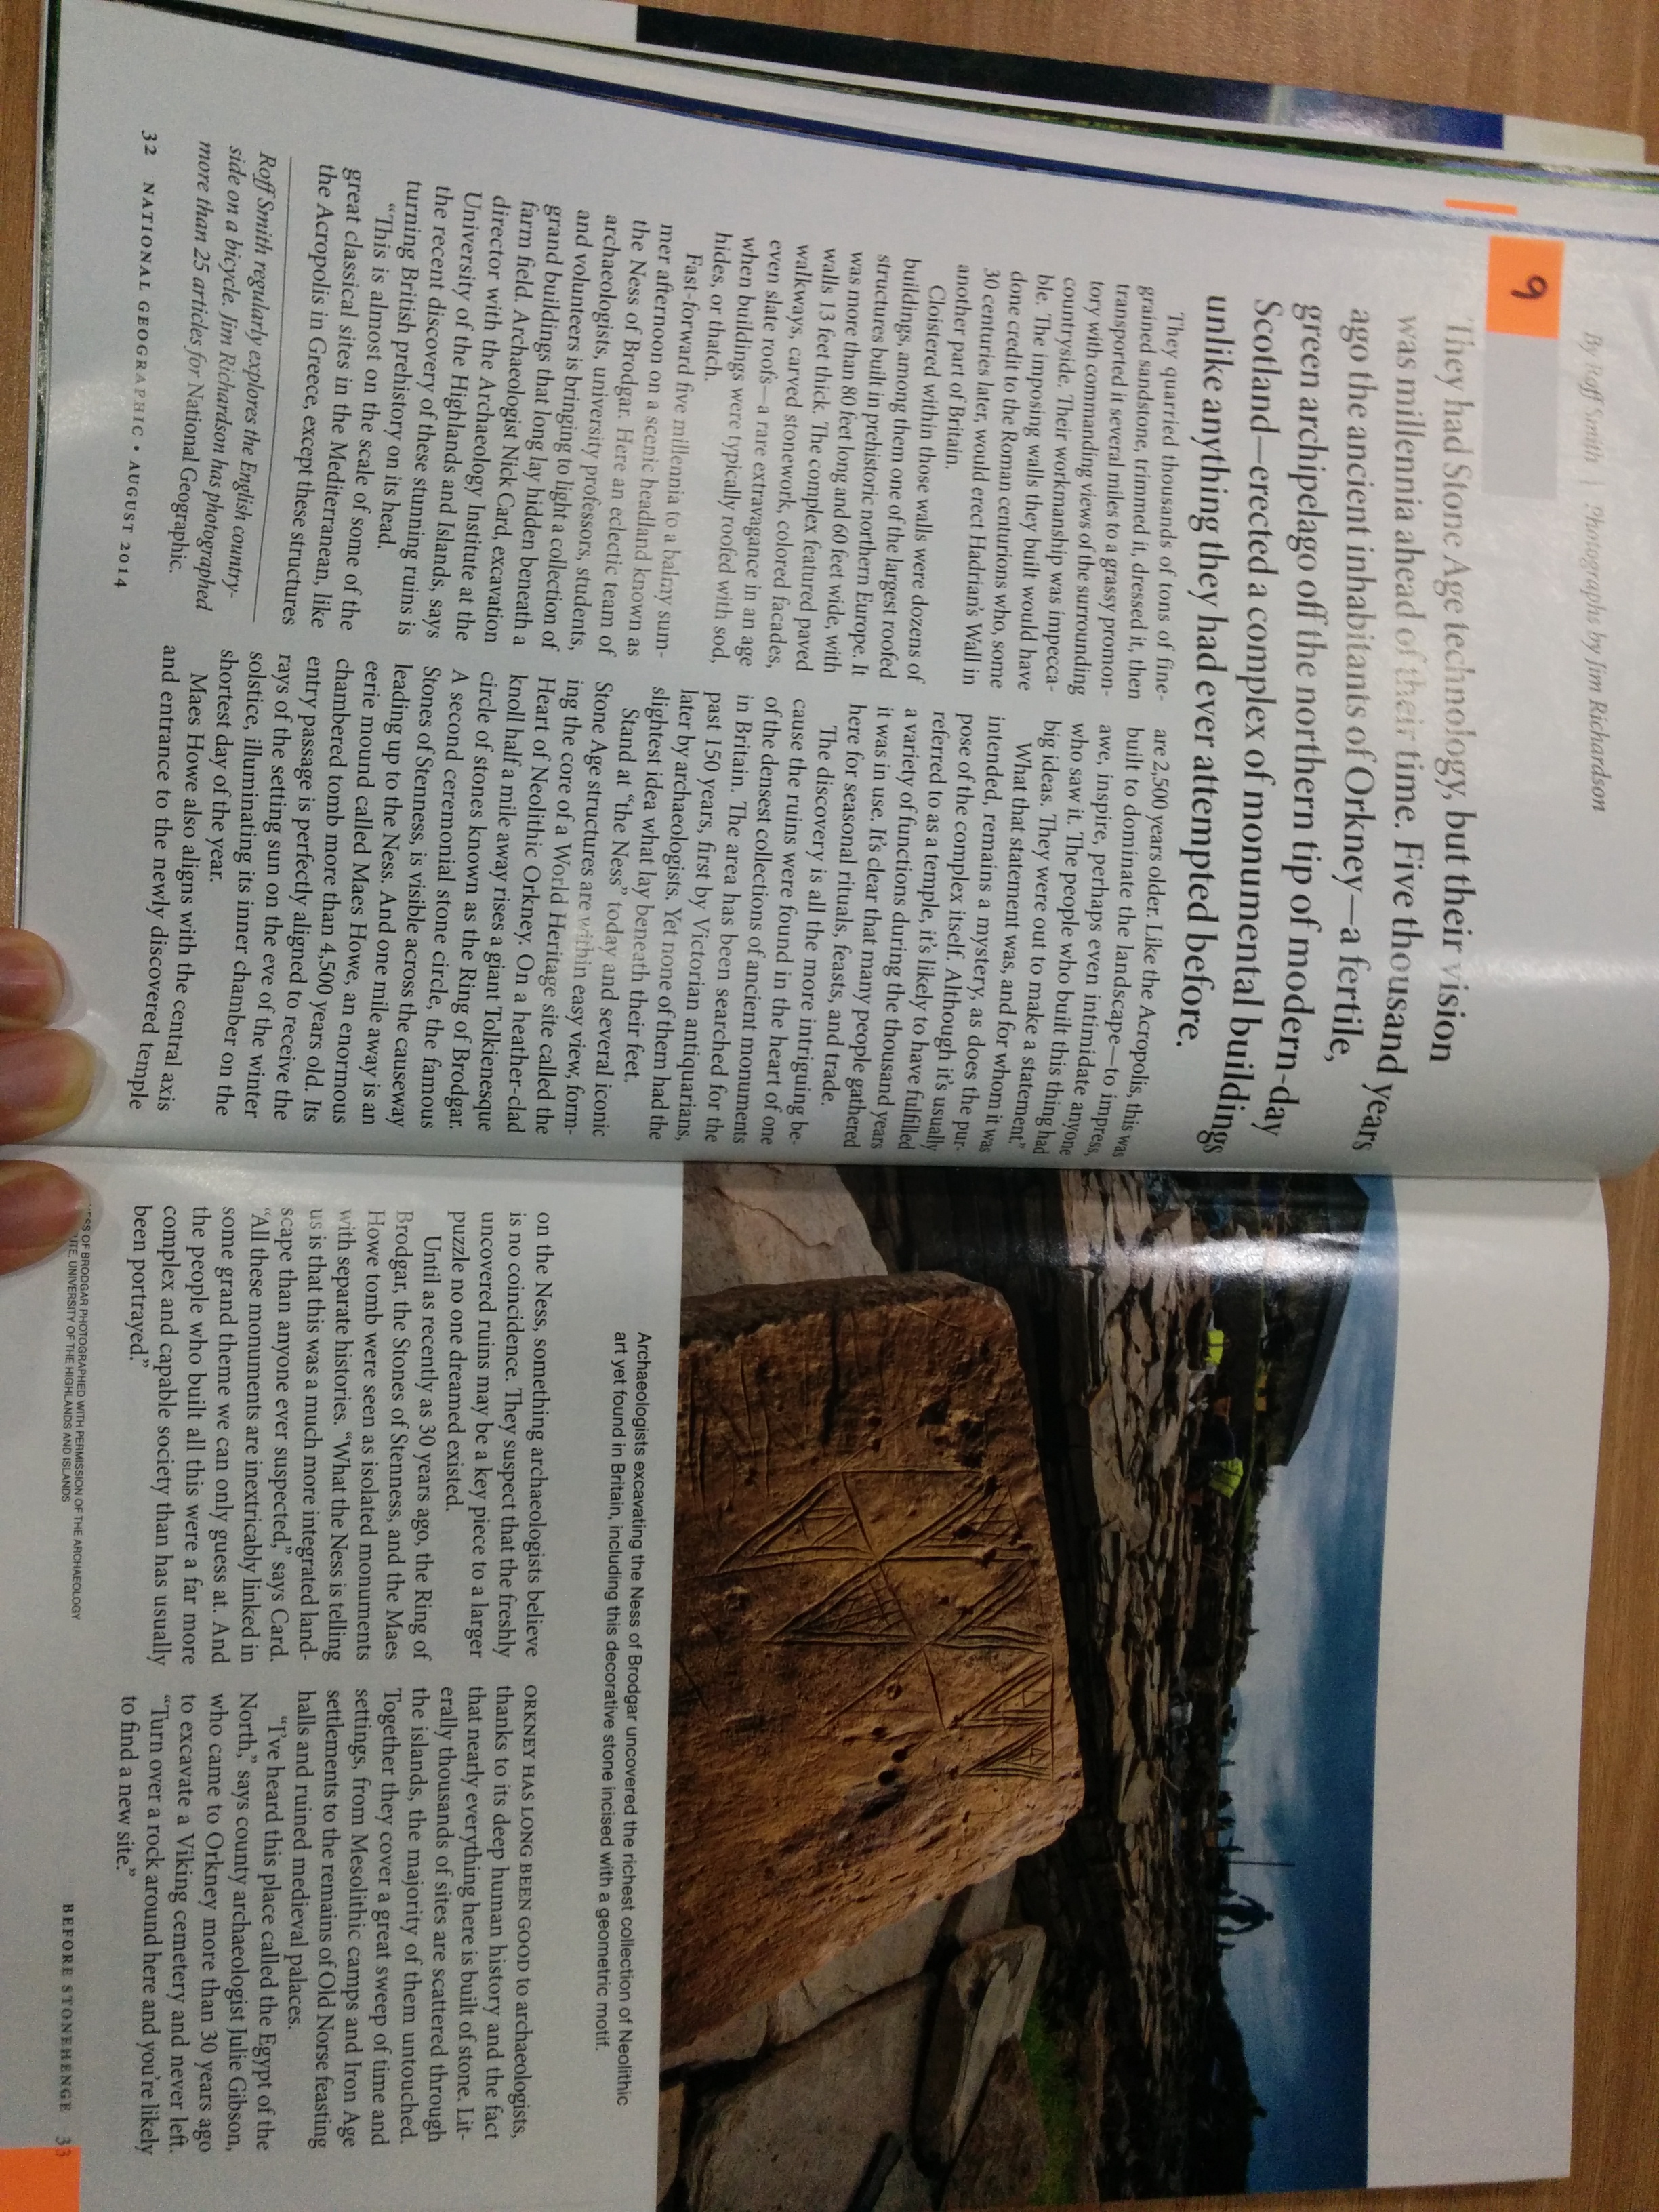 By Roff Smith | Photographs by Jim Richardson
9
They had Stone Age technology, but their vision
was millennia ahead of their time. Five thousand years
ago the ancient inhabitants of Orkney—a fertile,
green archipelago off the northern tip of modern-day
Scotland—erected a complex of monumental buildings
unlike anything they had ever attempted before.
They quarried thousands of tons of fine-
grained sandstone, trimmed it, dressed it, then
transported it several miles to a grassy promon-
tory with commanding views of the surrounding
countryside. Their workmanship was impecca-
ble. The imposing walls they built would have
done credit to the Roman centurions who, some
30 centuries later, would erect Hadrian's Wall in
another part of Britain.
Cloistered within those walls were dozens of
buildings, among them one of the largest roofed
structures built in prehistoric northern Europe. It
was more than 80 feet long and 60 feet wide, with
walls 13 feet thick. The complex featured paved
walkways, carved stonework, colored facades,
even slate roofs—a rare extravagance in an age
when buildings were typically roofed with sod,
hides, or thatch.
Fast-forward five millennia to a balmy sum-
mer afternoon on a scenic headland known as
the Ness of Brodgar. Here an eclectic team of
archaeologists, university professors, students,
and volunteers is bringing to light a collection of
grand buildings that long lay hidden beneath a
farm field. Archaeologist Nick Card, excavation
director with the Archaeology Institute at the
University of the Highlands and Islands, says
the recent discovery of these stunning ruins is
turning British prehistory on its head.
“This is almost on the scale of some of the
great classical sites in the Mediterranean, like
the Acropolis in Greece, except these structures
Roff Smith regularly explores the English country-
side on a bicycle. Jim Richardson has photographed
more than 25 articles for National Geographic.
32 NATIONAL GEOGRAPHIC • AUGUST 2014
are 2,500 years older. Like the Acropolis, this was
built to dominate the landscape—to impress,
awe, inspire, perhaps even intimidate anyone
who saw it. The people who built this thing had
big ideas. They were out to make a statement.”
What that statement was, and for whom it was
intended, remains a mystery, as does the pur-
pose of the complex itself. Although it's usually
referred to as a temple, it's likely to have fulfilled
a variety of functions during the thousand years
it was in use. It's clear that many people gathered
here for seasonal rituals, feasts, and trade.
The discovery is all the more intriguing be-
cause the ruins were found in the heart of one
of the densest collections of ancient monuments
in Britain. The area has been searched for the
past 150 years, first by Victorian antiquarians,
later by archaeologists. Yet none of them had the
slightest idea what lay beneath their feet.
Stand at “the Ness” today and several iconic
Stone Age structures are within easy view, form-
ing the core of a World Heritage site called the
Heart of Neolithic Orkney. On a heather-clad
knoll half a mile away rises a giant Tolkienesque
circle of stones known as the Ring of Brodgar.
A second ceremonial stone circle, the famous
Stones of Stenness, is visible across the causeway
leading up to the Ness. And one mile away is an
eerie mound called Maes Howe, an enormous
chambered tomb more than 4,500 years old. Its
entry passage is perfectly aligned to receive the
rays of the setting sun on the eve of the winter
solstice, illuminating its inner chamber on the
shortest day of the year.
Maes Howe also aligns with the central axis
and entrance to the newly discovered temple
Archaeologists excavating the Ness of Brodgar uncovered the richest collection of Neolithic
art yet found in Britain, including this decorative stone incised with a geometric motif.
on the Ness, something archaeologists believe
is no coincidence. They suspect that the freshly
uncovered ruins may be a key piece to a larger
puzzle no one dreamed existed.
Until as recently as 30 years ago, the Ring of
Brodgar, the Stones of Stenness, and the Maes
Howe tomb were seen as isolated monuments
with separate histories. “What the Ness is telling
us is that this was a much more integrated land-
scape than anyone ever suspected,” says Card.
“All these monuments are inextricably linked in
some grand theme we can only guess at. And
the people who built all this were a far more
complex and capable society than has usually
been portrayed.”
OF BRODGAR PHOTOGRAPHED WITH PERMISSION OF THE ARCHAEOLOGY
UNIVERSITY OF THE HIGHLANDS AND ISLANDS
ORKNEY HAS LONG BEEN GOOD to archaeologists,
thanks to its deep human history and the fact
that nearly everything here is built of stone. Lit-
erally thousands of sites are scattered through
the islands, the majority of them untouched.
Together they cover a great sweep of time and
settings, from Mesolithic camps and Iron Age
settlements to the remains of Old Norse feasting
halls and ruined medieval palaces.
“I've heard this place called the Egypt of the
North,” says county archaeologist Julie Gibson,
who came to Orkney more than 30 years ago
to excavate a Viking cemetery and never left.
“Turn over a rock around here and you're likely
to find a new site.”
BEFORE STONEHENGE 33